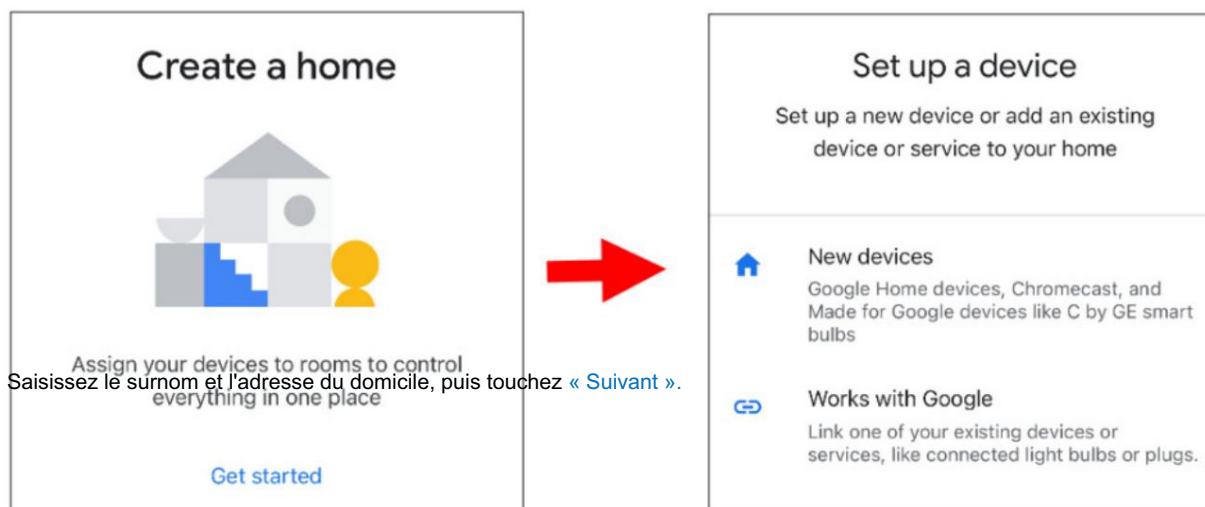 Create a home
Assign your devices to rooms to control
everything in one place
Get started
Saisissez le surnom et l'adresse du domicile, puis touchez « Suivant ».
Set up a device
Set up a new device or add an existing
device or service to your home
New devices
Google Home devices, Chromecast, and
Made for Google devices like C by GE smart
bulbs
Works with Google
Link one of your existing devices or
services, like connected light bulbs or plugs.